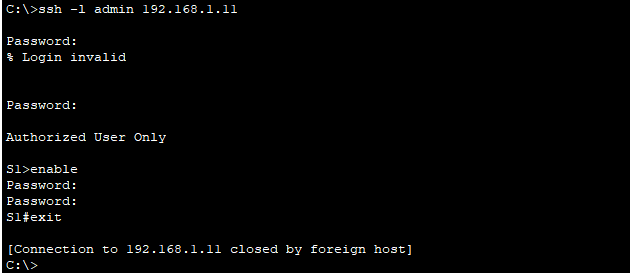 C:\>ssh -l admin 192.168.1.11
Password:
% Login invalid
Password:
Authorized User Only
S1>enable
Password:
Password:
S1#exit
[Connection to 192.168.1.11 closed by foreign host]
C:\>